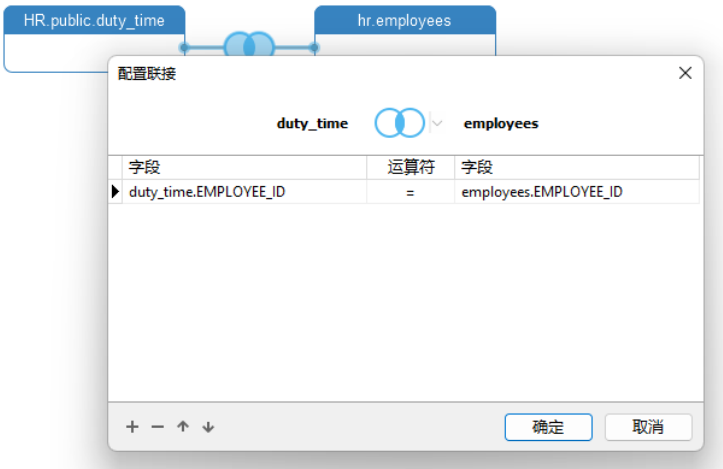 HR.public.duty_time hr.employees
配置联接
duty_time employees
字段 运算符 字段
duty_time.EMPLOYEE_ID = employees.EMPLOYEE_ID
确定 取消